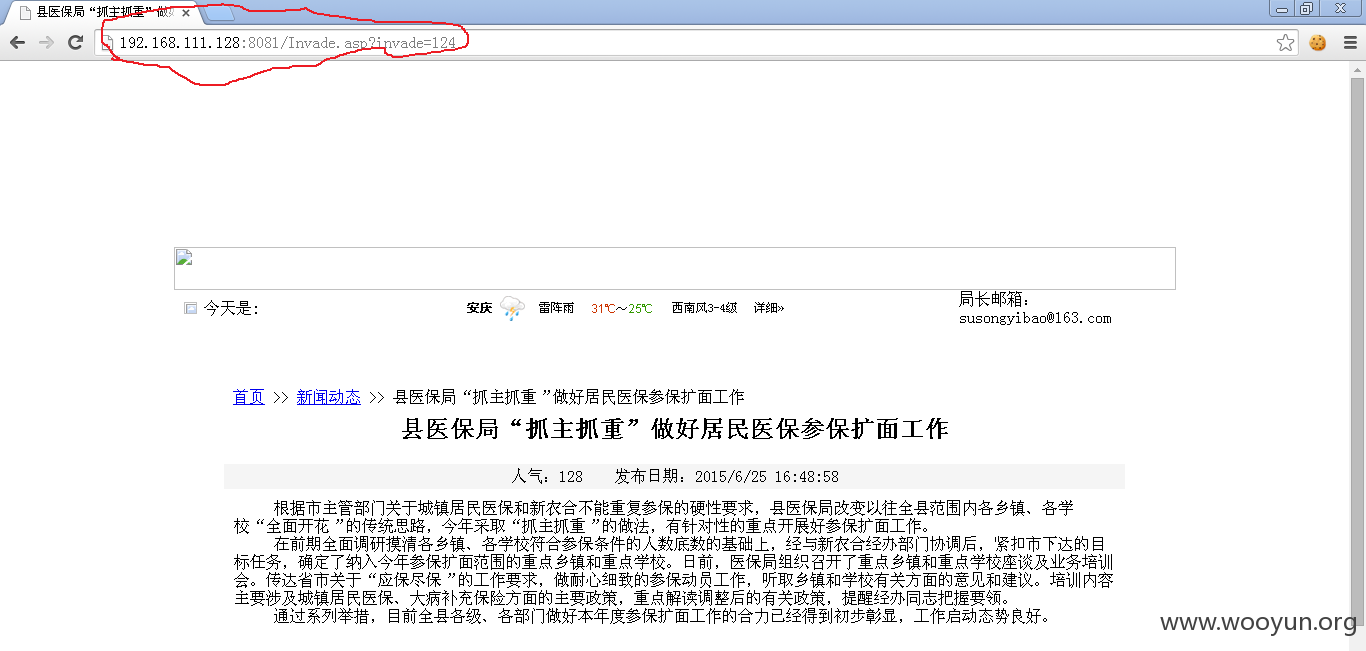 县医保局“抓主抓重”做
192.168.111.128:8081/Invade.asp?invade=124
今天是:
安庆 雷阵雨 31℃～25℃ 西南风3-4级 详细»
局长邮箱:
susongyibao@163.com
首页 >> 新闻动态 >> 县医保局“抓主抓重 ”做好居民医保参保扩面工作
县医保局“抓主抓重”做好居民医保参保扩面工作
人气: 128 发布日期: 2015/6/25 16:48:58
根据市主管部门关于城镇居民医保和新农合不能重复参保的硬性要求，县医保局改变以往全县范围内各乡镇、各学
校“全面开花 ”的传统思路，今年采取“抓主抓重 ”的做法，有针对性的重点开展好参保扩面工作。
在前期全面调研摸清各乡镇、各学校符合参保条件的人数底数的基础上，经与新农合经办部门协调后，紧扣市下达的目
标任务，确定了纳入今年参保扩面范围的重点乡镇和重点学校。日前，医保局组织召开了重点乡镇和重点学校座谈及业务培训
会。传达省市关于“应保尽保 ”的工作要求，做耐心细致的参保动员工作，听取乡镇和学校有关方面的意见和建议。培训内容
主要涉及城镇居民医保、大病补充保险方面的主要政策，重点解读调整后的有关政策，提醒经办同志把握要领。
通过系列举措，目前全县各级、各部门做好本年度参保扩面工作的合力已经得到初步彰显，工作启动态势良好。
www.wooyun.org